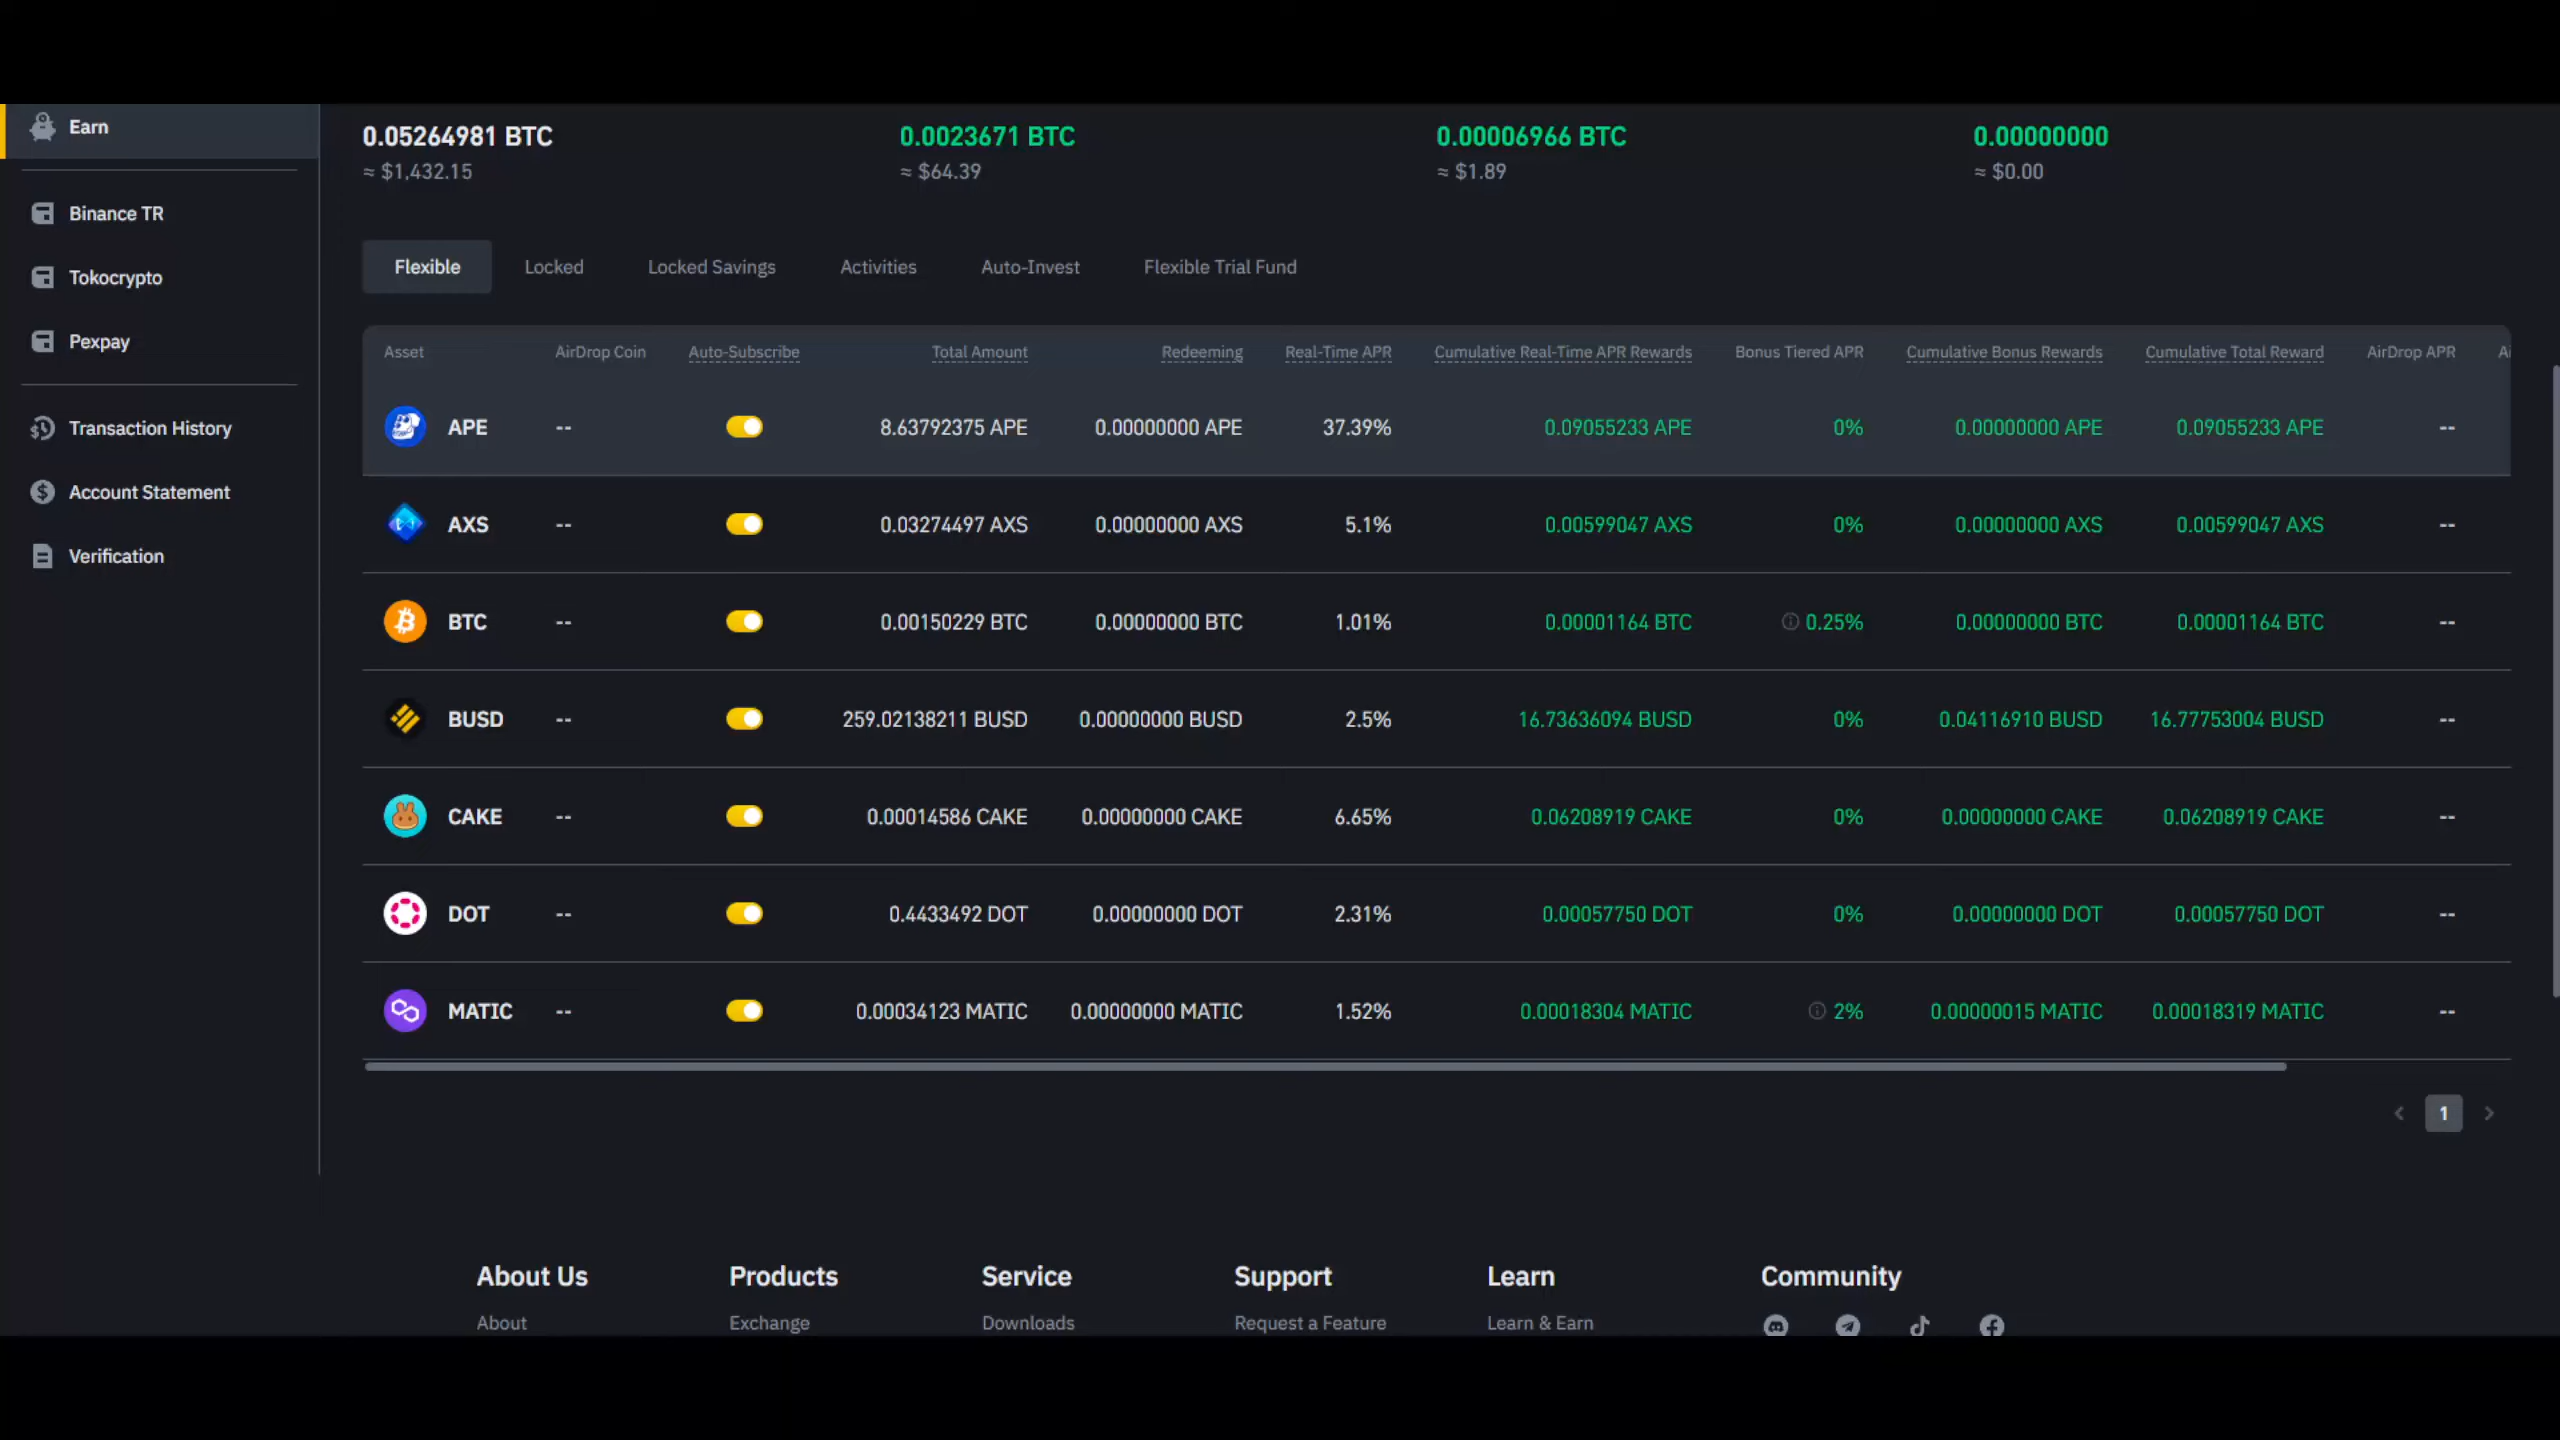 Earn
Binance TR
Tokocrypto
Pexpay
Transaction History
Account Statement
Verification
0.05264981 BTC 0.0023671 BTC 0.00006966 BTC 0.00000000
≈ $1,432.15 ≈ $64.39 ≈ $1.89 ≈ $0.00
Flexible Locked Locked Savings Activities Auto-Invest Flexible Trial Fund
Asset AirDrop Coin Auto-Subscribe Total Amount Redeeming Real-Time APR Cumulative Real-Time APR Rewards Bonus Tiered APR Cumulative Bonus Rewards Cumulative Total Reward AirDrop APR
APE -- 8.63792375 APE 0.00000000 APE 37.39% 0.09055233 APE 0% 0.00000000 APE 0.09055233 APE --
AXS -- 0.03274497 AXS 0.00000000 AXS 5.1% 0.00599047 AXS 0% 0.00000000 AXS 0.00599047 AXS --
BTC -- 0.00150229 BTC 0.00000000 BTC 1.01% 0.00001164 BTC 0.25% 0.00000000 BTC 0.00001164 BTC --
BUSD -- 259.02138211 BUSD 0.00000000 BUSD 2.5% 16.73636094 BUSD 0% 0.04116910 BUSD 16.77753004 BUSD --
CAKE -- 0.00014586 CAKE 0.00000000 CAKE 6.65% 0.06208919 CAKE 0% 0.00000000 CAKE 0.06208919 CAKE --
DOT -- 0.4433492 DOT 0.00000000 DOT 2.31% 0.00057750 DOT 0% 0.00000000 DOT 0.00057750 DOT --
MATIC -- 0.00034123 MATIC 0.00000000 MATIC 1.52% 0.00018304 MATIC 2% 0.00000015 MATIC 0.00018319 MATIC --
1
About Us Products Service Support Learn Community
About Exchange Downloads Request a Feature Learn & Earn